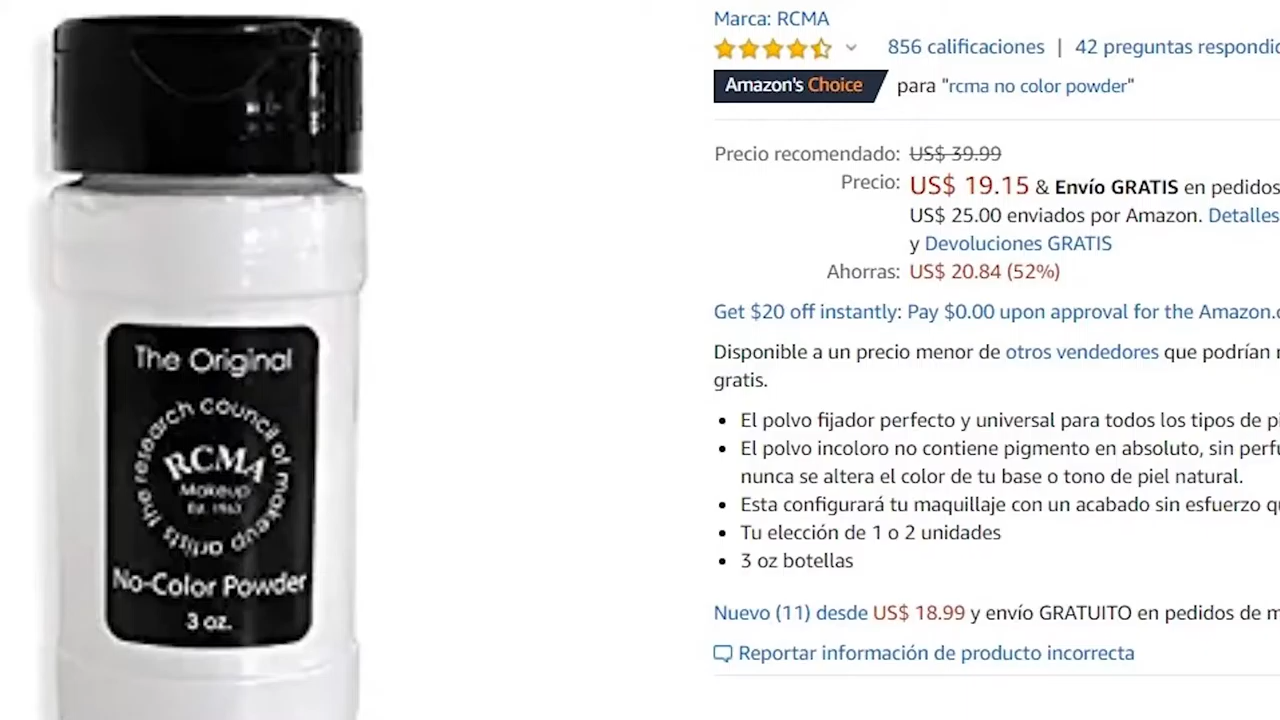 The Original
the research council of makeup artists
RCMA
Makeup
Est. 1963
No-Color Powder
3 oz.
Marca: RCMA
856 calificaciones | 42 preguntas respondid
Amazon's Choice para "rcma no color powder"
Precio recomendado: US$ 39.99
Precio: US$ 19.15 & Envío GRATIS en pedidos
US$ 25.00 enviados por Amazon. Detalles
y Devoluciones GRATIS
Ahorras: US$ 20.84 (52%)
Get $20 off instantly: Pay $0.00 upon approval for the Amazon.c
Disponible a un precio menor de otros vendedores que podrían n
gratis.
El polvo fijador perfecto y universal para todos los tipos de pi
El polvo incoloro no contiene pigmento en absoluto, sin perfu
nunca se altera el color de tu base o tono de piel natural.
Esta configurará tu maquillaje con un acabado sin esfuerzo qu
Tu elección de 1 o 2 unidades
3 oz botellas
Nuevo (11) desde US$ 18.99 y envío GRATUITO en pedidos de m
Reportar información de producto incorrecta